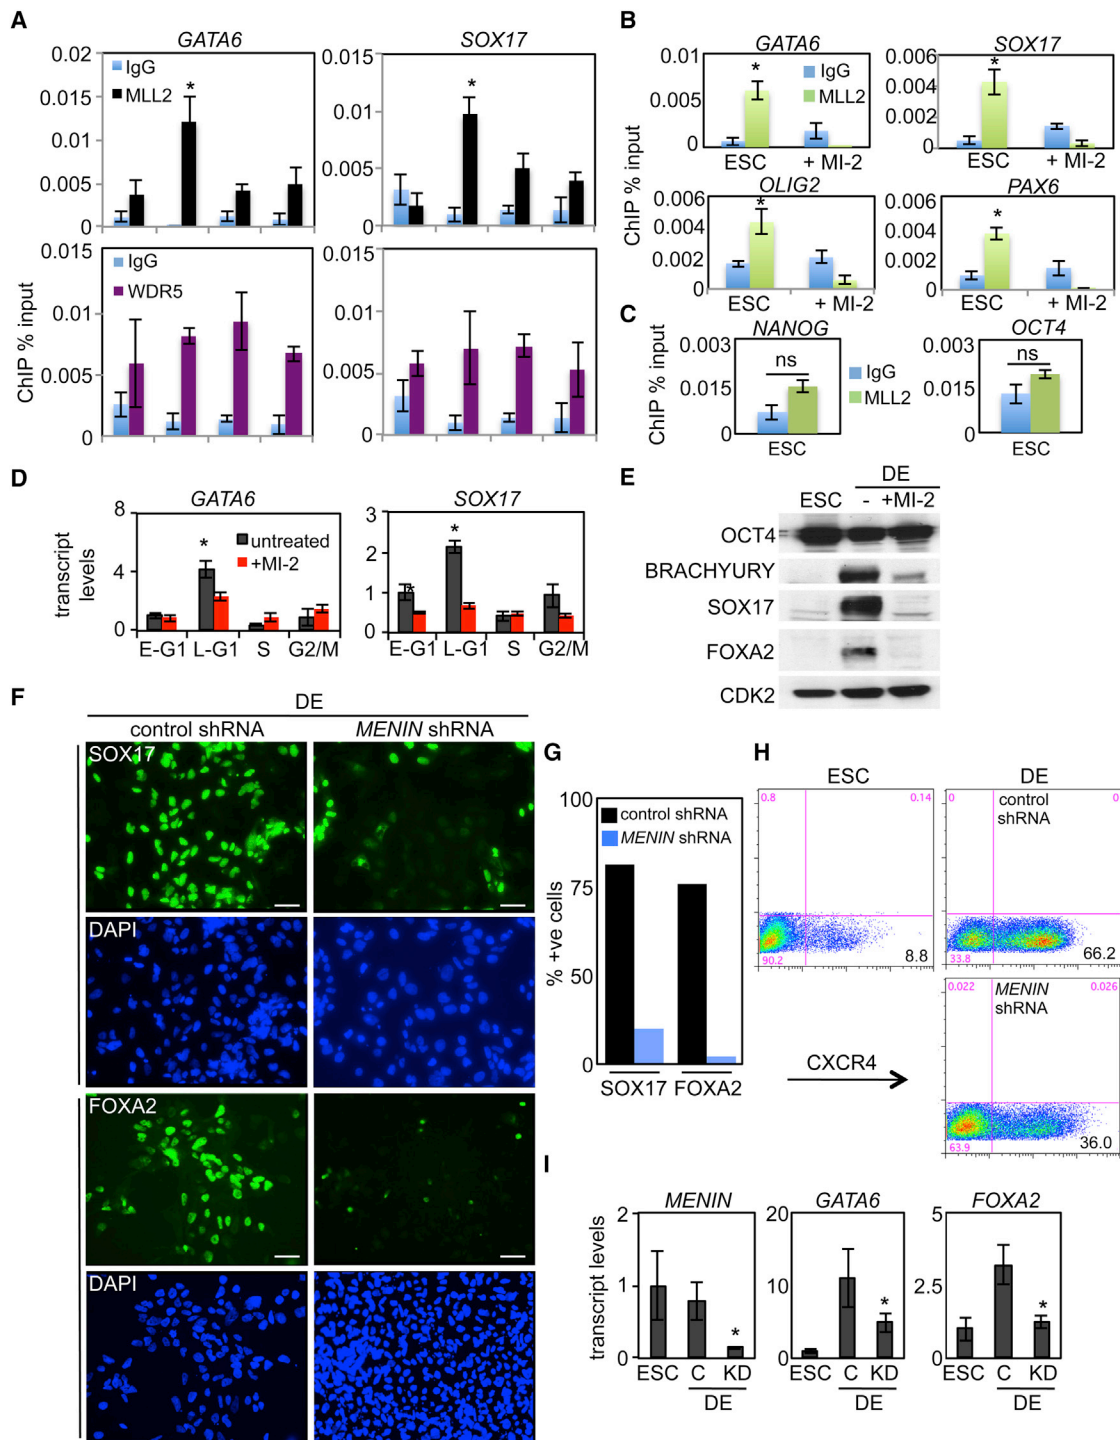 A
GATA6
SOX17
0.02
0.015
0.01
0.005
0
IgG
MLL2
*
0.03
0.015
0.01
0.005
0
*
0.015
0.01
0.005
0
IgG
WDR5
ChIP % input
0.015
0.01
0.005
0
B
GATA6
SOX17
0.01
0.005
0
*
IgG
MLL2
ESC
+ MI-2
0.006
0.004
0.002
0
*
ESC
+ MI-2
ChIP % input
OLIG2
PAX6
0.006
0.004
0.002
0
*
ESC
+ MI-2
0.006
0.004
0.002
0
*
ESC
+ MI-2
C
NANOG
OCT4
ChIP % input
0.003
0.0015
0
ns
IgG
MLL2
ESC
0.003
0.0015
0
ns
ESC
D
GATA6
SOX17
transcript levels
8
4
0
*
untreated
+MI-2
E-G1 L-G1 S G2/M
3
2
1
0
*
E-G1 L-G1 S G2/M
E
DE
ESC - +MI-2
OCT4
BRACHYURY
SOX17
FOXA2
CDK2
F
DE
control shRNA
MENIN shRNA
SOX17
DAPI
FOXA2
DAPI
G
100
75
50
0
% +ve cells
control shRNA
MENIN shRNA
SOX17 FOXA2
H
ESC
DE
0.8
0.14
90.2
8.8
0
0
control
shRNA
33.8
66.2
CXCR4
0.022
0.026
MENIN
shRNA
63.9
36.0
I
MENIN
GATA6
FOXA2
transcript levels
2
1
0
*
ESC C KD
DE
20
10
0
*
ESC C KD
DE
5
2.5
0
*
ESC C KD
DE